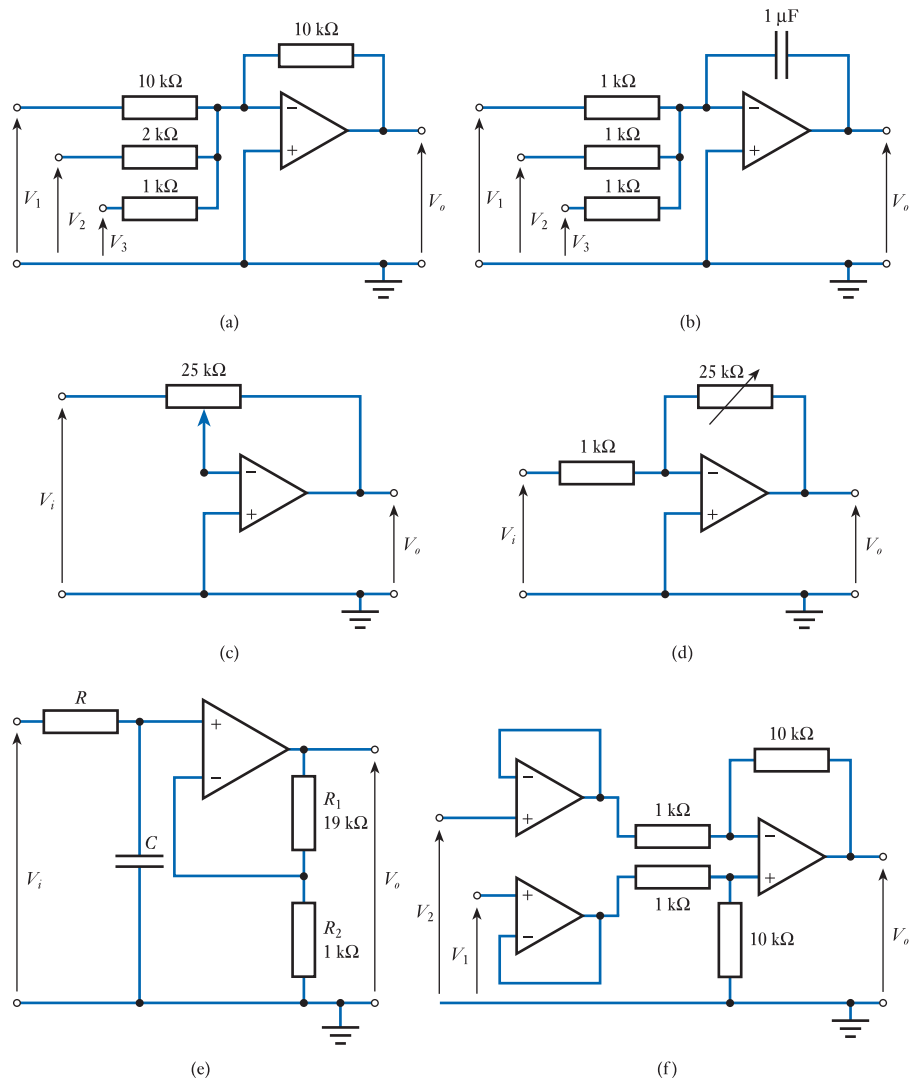 10 kΩ
10 kΩ
2 kΩ
1 kΩ
−
+
V1
V2
V3
Vo
(a)
1 μF
1 kΩ
1 kΩ
1 kΩ
−
+
V1
V2
V3
Vo
(b)
25 kΩ
−
+
Vi
Vo
(c)
25 kΩ
1 kΩ
−
+
Vi
Vo
(d)
R
+
−
R1
19 kΩ
C
Vi
Vo
R2
1 kΩ
(e)
10 kΩ
−
+
1 kΩ
−
+
+
−
1 kΩ
V2
V1
10 kΩ
Vo
(f)